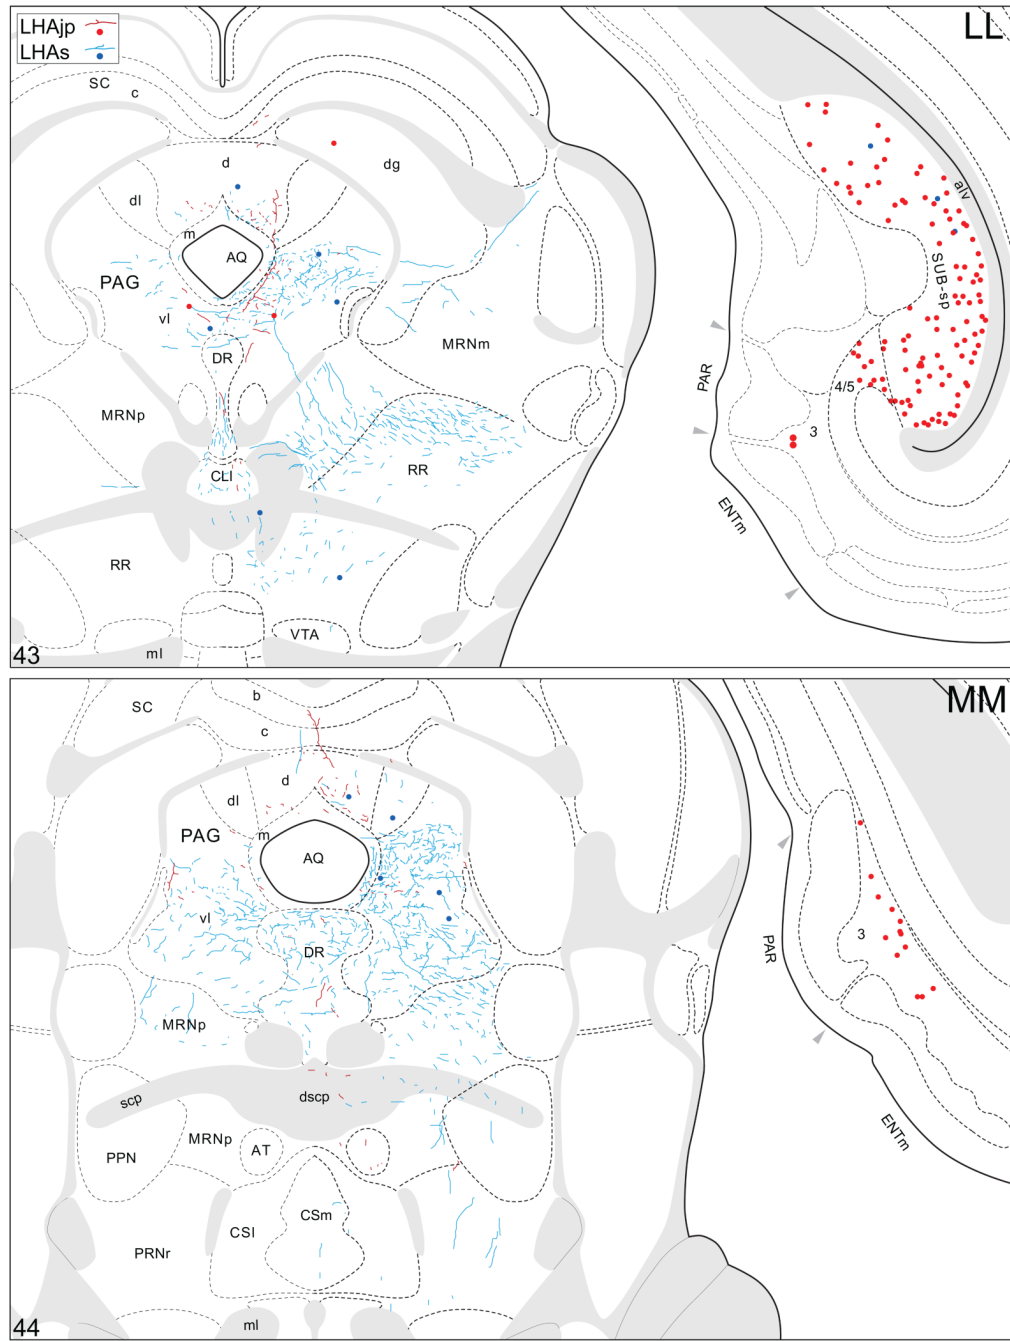 LHAjp
LHAs
LL
SC
c
d
dg
dl
m
AQ
PAG
vl
DR
MRNm
MRNp
CLI
RR
RR
VTA
ml
43
alv
SUB-sp
PAR
4/5
3
ENTm
MM
b
SC
c
d
dl
PAG
m
AQ
vl
DR
MRNp
scp
dscp
MRNp
AT
PPN
CSm
CSl
PRNr
ml
44
PAR
3
ENTm